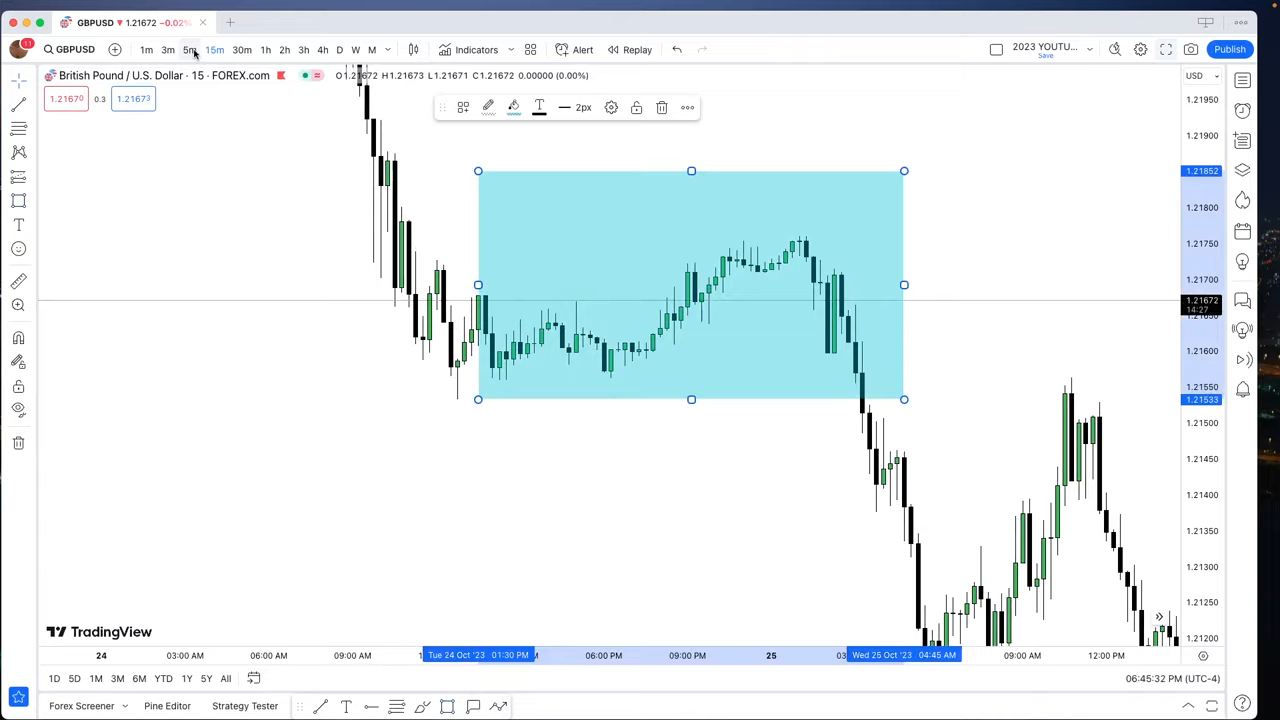 GBPUSD 1.21672 −0.02%
11 GBPUSD 1m 3m 5m 15m 30m 1h 2h 3h 4h D W M Indicators Alert Replay 2023 YOUTU... Save Publish
British Pound / U.S. Dollar · 15 · FOREX.com O1.21672 H1.21673 L1.21671 C1.21672 0.00000 (0.00%) USD
1.21670 0.3 1.21673
T 2px
1.21950
1.21900
1.21852
1.21800
1.21750
1.21700
1.21672
14:27
1.21650
1.21600
1.21550
1.21533
1.21500
1.21450
1.21400
1.21350
1.21300
1.21250
1.21200
TradingView
24 03:00 AM 06:00 AM 09:00 AM Tue 24 Oct '23 01:30 PM 06:00 PM 09:00 PM 25 Wed 25 Oct '23 04:45 AM 09:00 AM 12:00 PM
1D 5D 1M 3M 6M YTD 1Y 5Y All 06:45:32 PM (UTC-4)
Forex Screener Pine Editor Strategy Tester